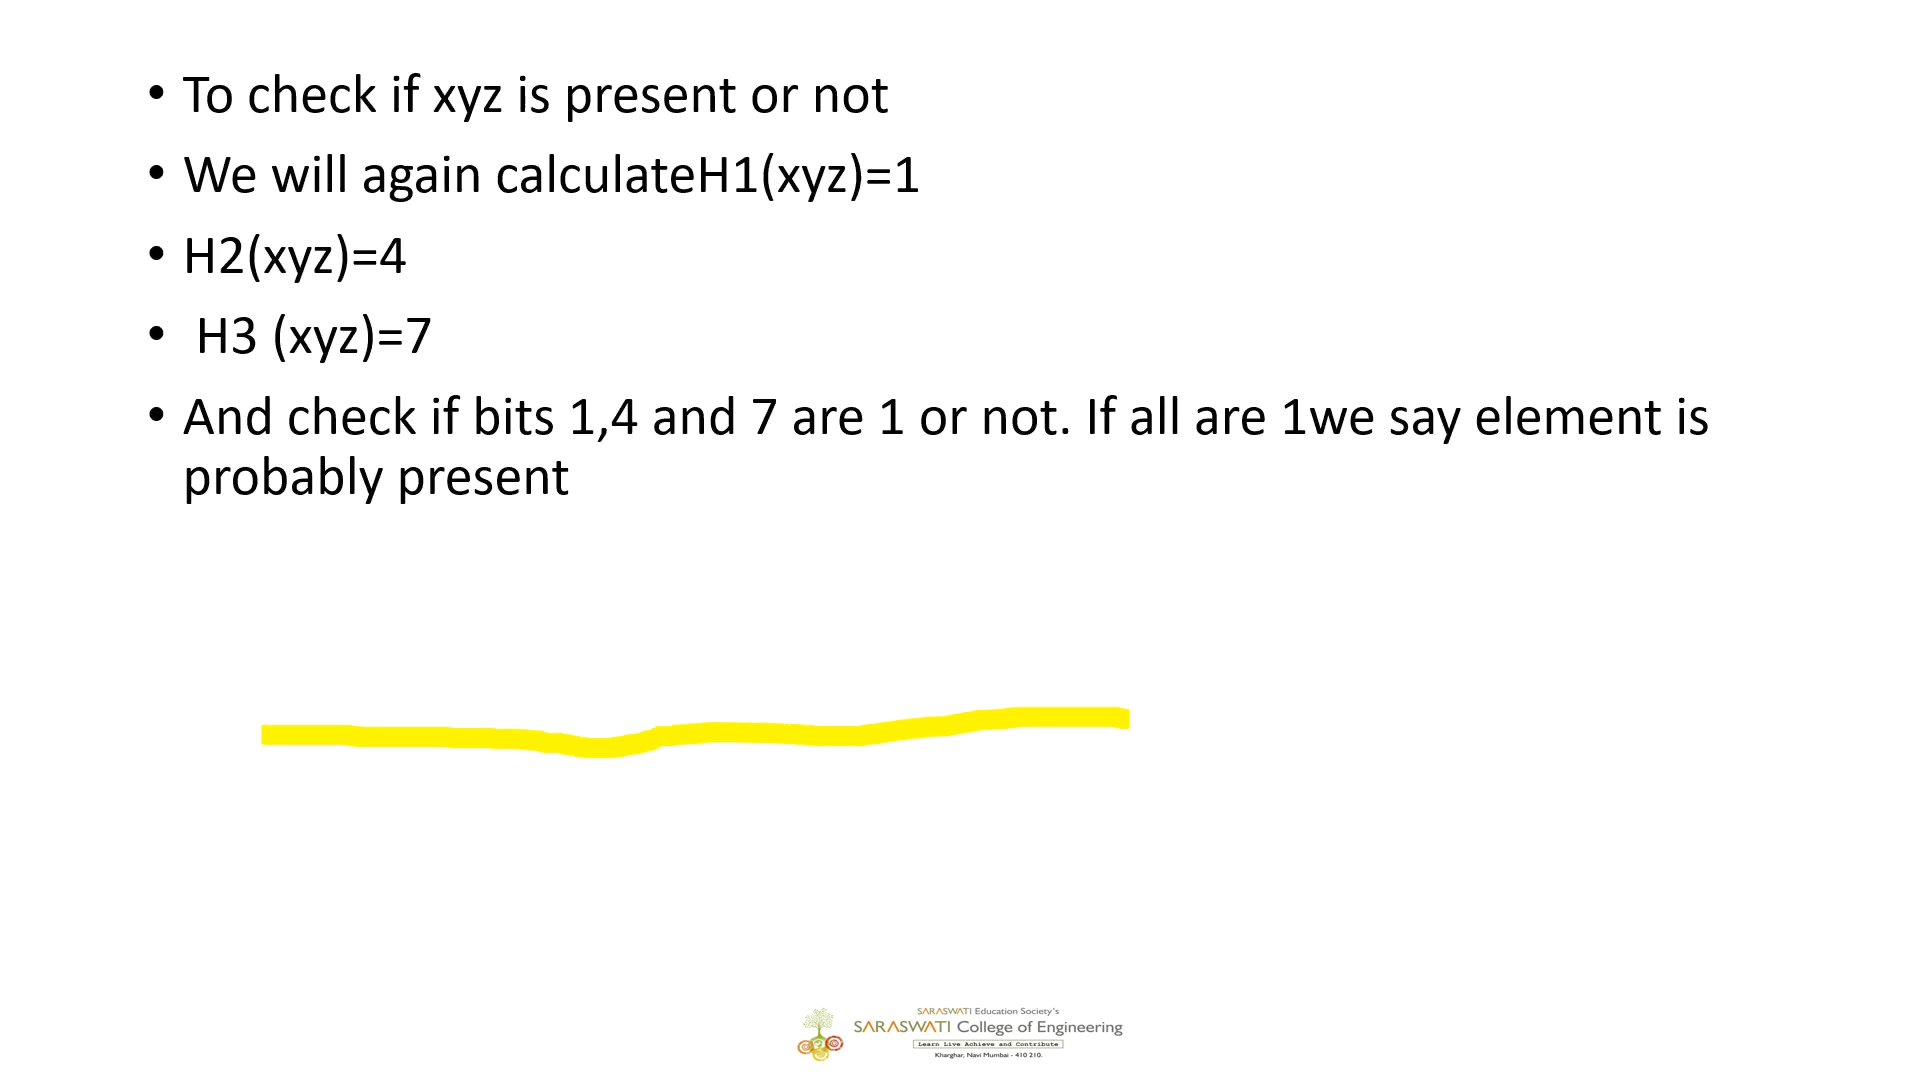 • To check if xyz is present or not
• We will again calculateH1(xyz)=1
• H2(xyz)=4
• H3 (xyz)=7
• And check if bits 1,4 and 7 are 1 or not. If all are 1we say element is
probably present
SARASWATI Education Society's
SARASWATI College of Engineering
Learn Live Achieve and Contribute
Kharghar, Navi Mumbai - 410 210.